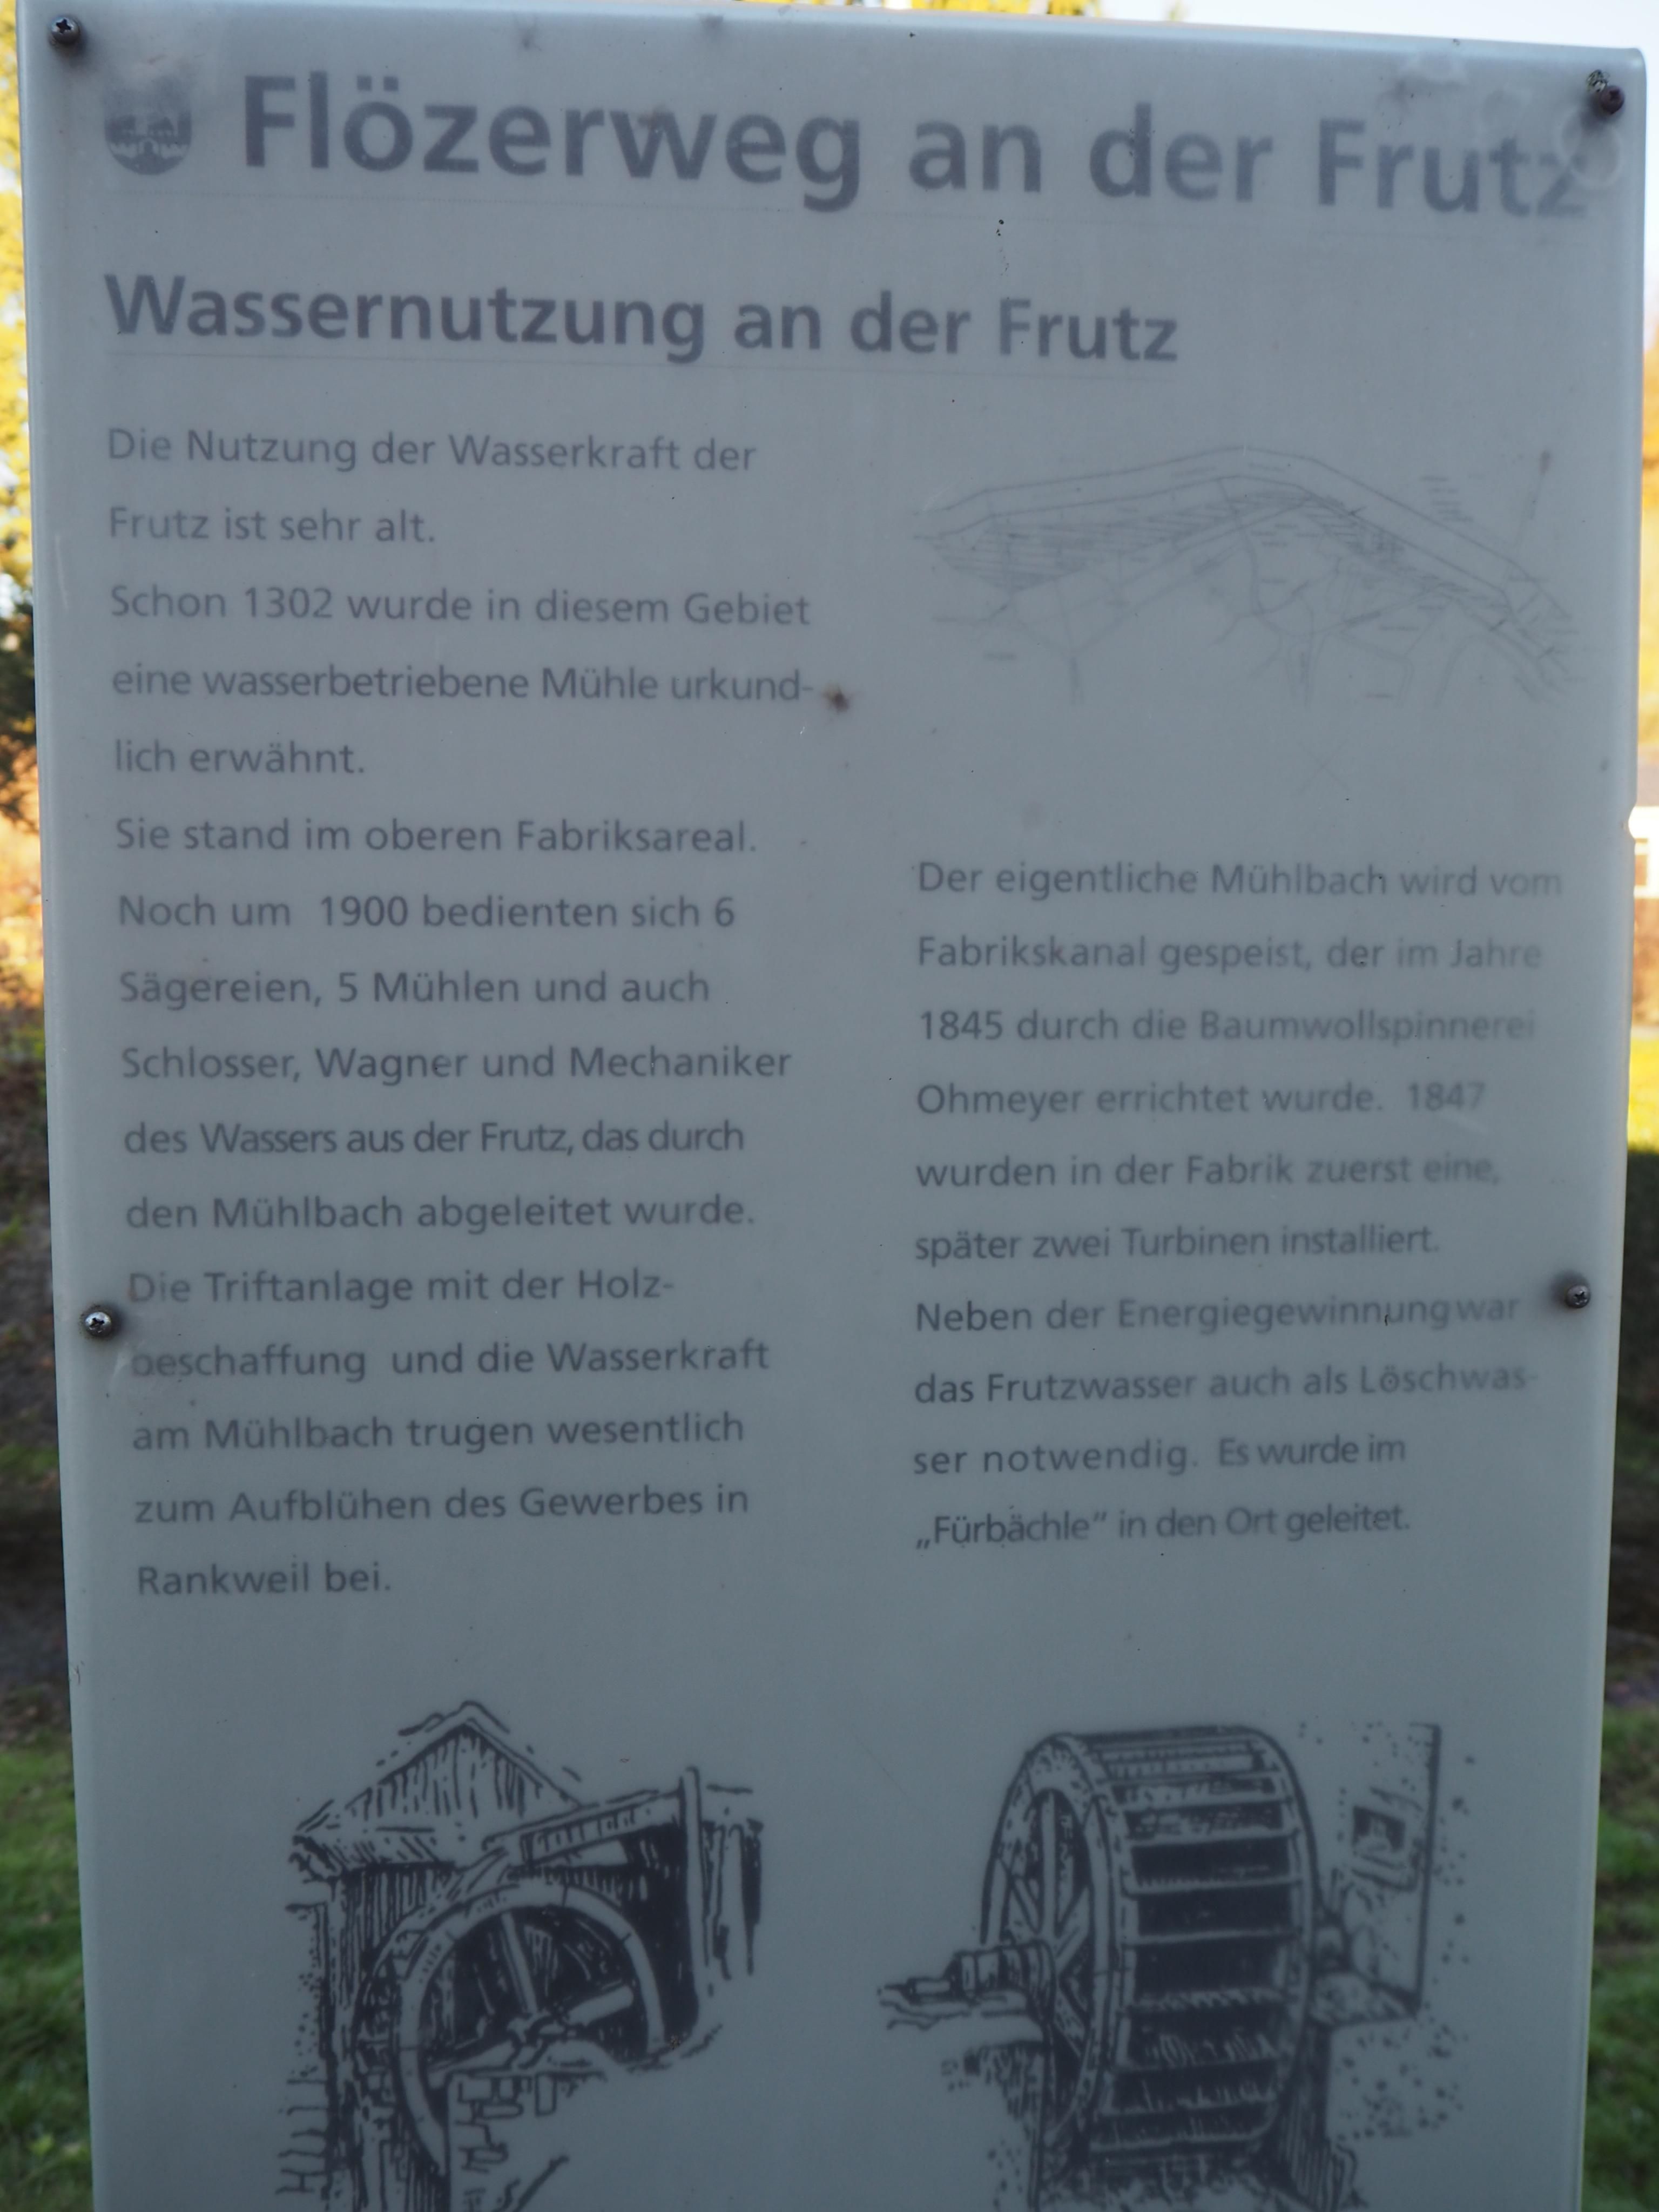 Flözerweg an der Frutz
Wassernutzung an der Frutz
Die Nutzung der Wasserkraft der
Frutz ist sehr alt.
Schon 1302 wurde in diesem Gebiet
eine wasserbetriebene Mühle urkund-
lich erwähnt.
Sie stand im oberen Fabriksareal.
Noch um 1900 bedienten sich 6
Sägereien, 5 Mühlen und auch
Schlosser, Wagner und Mechaniker
des Wassers aus der Frutz, das durch
den Mühlbach abgeleitet wurde.
Die Triftanlage mit der Holz-
beschaffung und die Wasserkraft
am Mühlbach trugen wesentlich
zum Aufblühen des Gewerbes in
Rankweil bei.
Der eigentliche Mühlbach wird vom
Fabrikskanal gespeist, der im Jahre
1845 durch die Baumwollspinnerei
Ohmeyer errichtet wurde. 1847
wurden in der Fabrik zuerst eine,
später zwei Turbinen installiert.
Neben der Energiegewinnung war
das Frutzwasser auch als Löschwas-
ser notwendig. Es wurde im
„Fürbächle“ in den Ort geleitet.